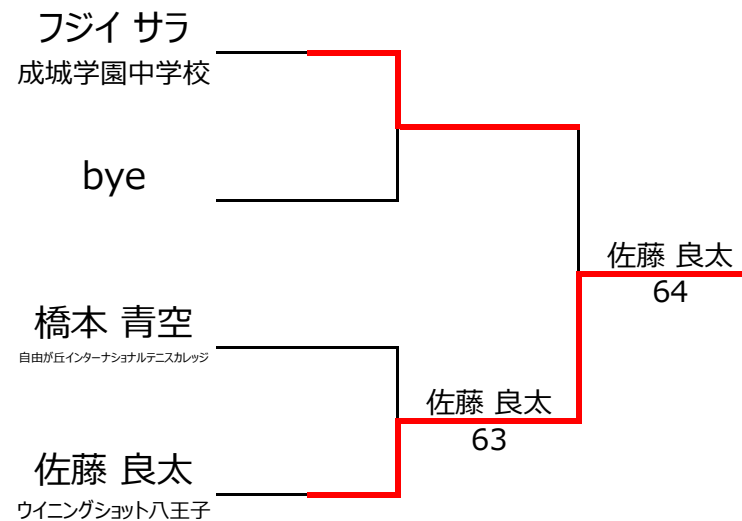 フジイ サラ
成城学園中学校
bye
佐藤 良太
64
橋本 青空
自由が丘インターナショナルテニスカレッジ
佐藤 良太
63
佐藤 良太
ウイニングショット八王子